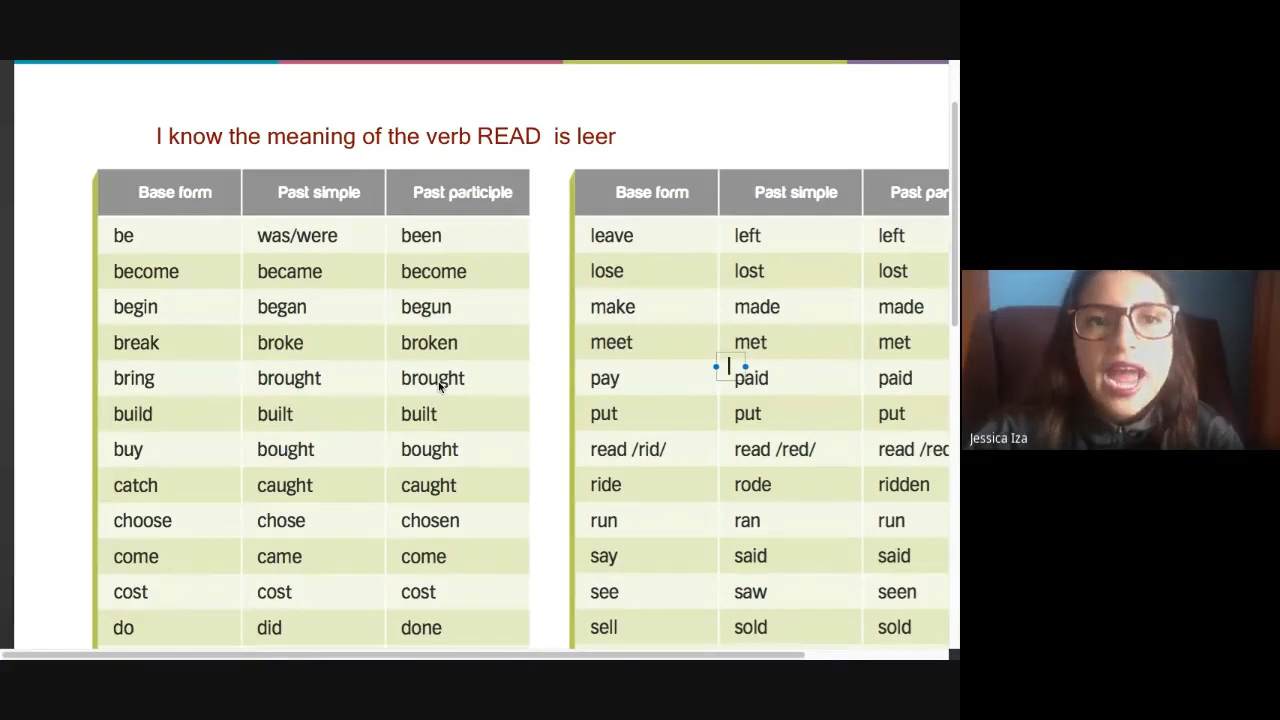 I know the meaning of the verb READ is leer
Base form Past simple Past participle
be was/were been
become became become
begin began begun
break broke broken
bring brought brought
build built built
buy bought bought
catch caught caught
choose chose chosen
come came come
cost cost cost
do did done
Base form Past simple Past par
leave left left
lose lost lost
make made made
meet met met
pay paid paid
put put put
read /rid/ read /red/ read /red
ride rode ridden
run ran run
say said said
see saw seen
sell sold sold
Jessica Iza